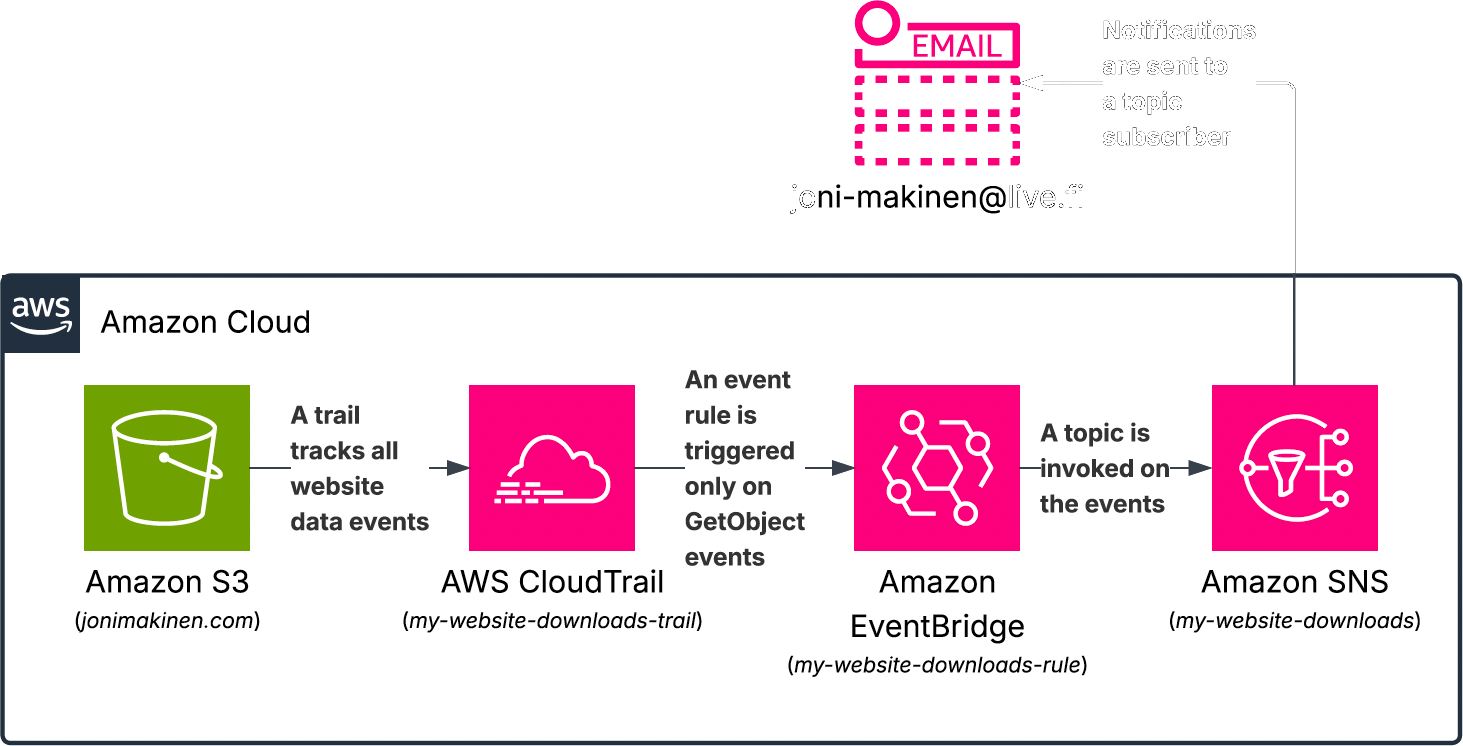 EMAIL
Notifications
are sent to
a topic
subscriber
joni-makinen@live.fi
aws
Amazon Cloud
A trail
tracks all
website
data events
An event
rule is
triggered
only on
GetObject
events
A topic is
invoked on
the events
Amazon S3
(jonimakinen.com)
AWS CloudTrail
(my-website-downloads-trail)
Amazon
EventBridge
(my-website-downloads-rule)
Amazon SNS
(my-website-downloads)